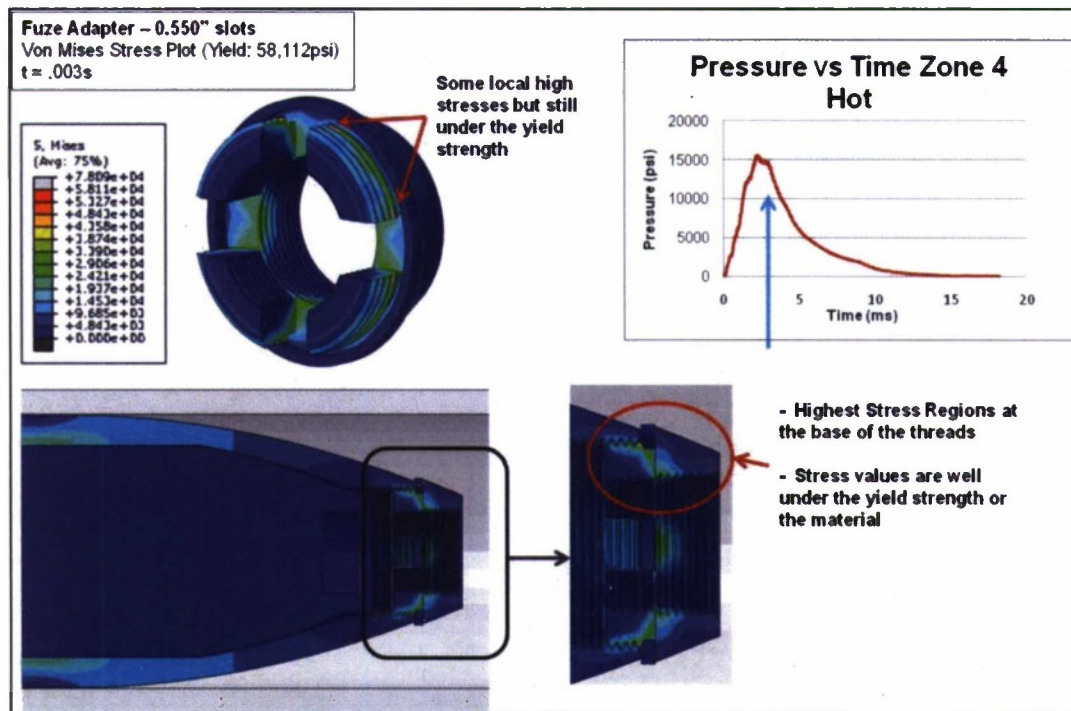 Fuze Adapter – 0.550" slots
Von Mises Stress Plot (Yield: 58,112psi)
t = .003s
Some local high
stresses but still
under the yield
strength
S, Mises
(Avg: 75%)
+7.809e+04
+5.811e+04
+5.327e+04
+4.843e+04
+4.358e+04
+3.874e+04
+3.390e+04
+2.906e+04
+2.421e+04
+1.937e+04
+1.453e+04
+9.685e+03
+4.843e+03
+0.000e+00
Pressure vs Time Zone 4
Hot
Pressure (psi)
20000
15000
10000
5000
0
0 5 10 15 20
Time (ms)
- Highest Stress Regions at
the base of the threads
- Stress values are well
under the yield strength or
the material